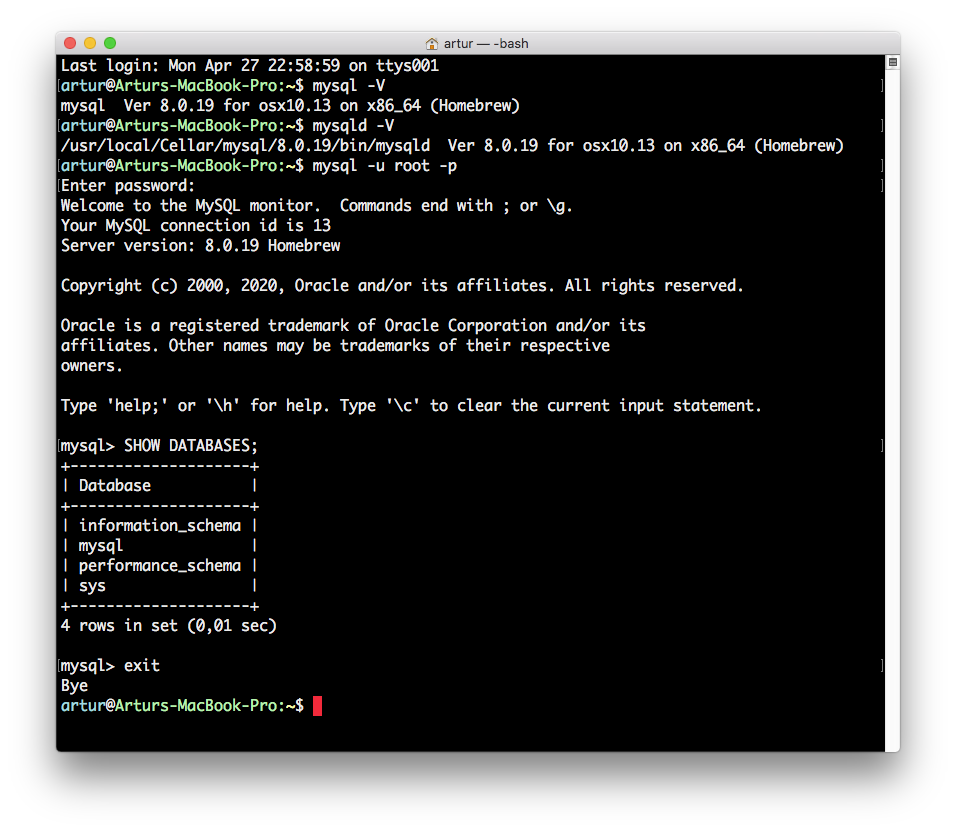 artur — -bash
Last login: Mon Apr 27 22:58:59 on ttys001
[artur@Arturs-MacBook-Pro:~$ mysql -V ]
mysql  Ver 8.0.19 for osx10.13 on x86_64 (Homebrew)
[artur@Arturs-MacBook-Pro:~$ mysqld -V ]
/usr/local/Cellar/mysql/8.0.19/bin/mysqld  Ver 8.0.19 for osx10.13 on x86_64 (Homebrew)
[artur@Arturs-MacBook-Pro:~$ mysql -u root -p ]
[Enter password: ]
Welcome to the MySQL monitor.  Commands end with ; or \g.
Your MySQL connection id is 13
Server version: 8.0.19 Homebrew
Copyright (c) 2000, 2020, Oracle and/or its affiliates. All rights reserved.
Oracle is a registered trademark of Oracle Corporation and/or its
affiliates. Other names may be trademarks of their respective
owners.
Type 'help;' or '\h' for help. Type '\c' to clear the current input statement.
[mysql> SHOW DATABASES; ]
+--------------------+
| Database           |
+--------------------+
| information_schema |
| mysql              |
| performance_schema |
| sys                |
+--------------------+
4 rows in set (0,01 sec)
[mysql> exit ]
Bye
artur@Arturs-MacBook-Pro:~$